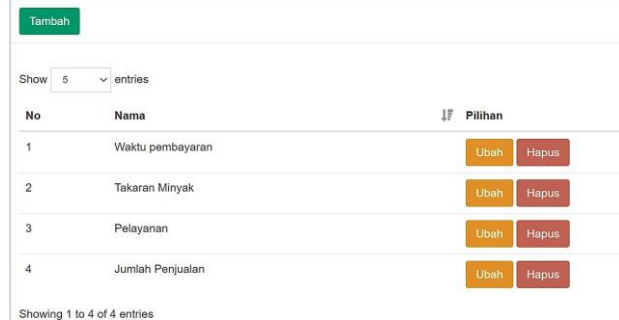 Tambah
Show 5 entries
No Nama Pilihan
1 Waktu pembayaran Ubah Hapus
2 Takaran Minyak Ubah Hapus
3 Pelayanan Ubah Hapus
4 Jumlah Penjualan Ubah Hapus
Showing 1 to 4 of 4 entries